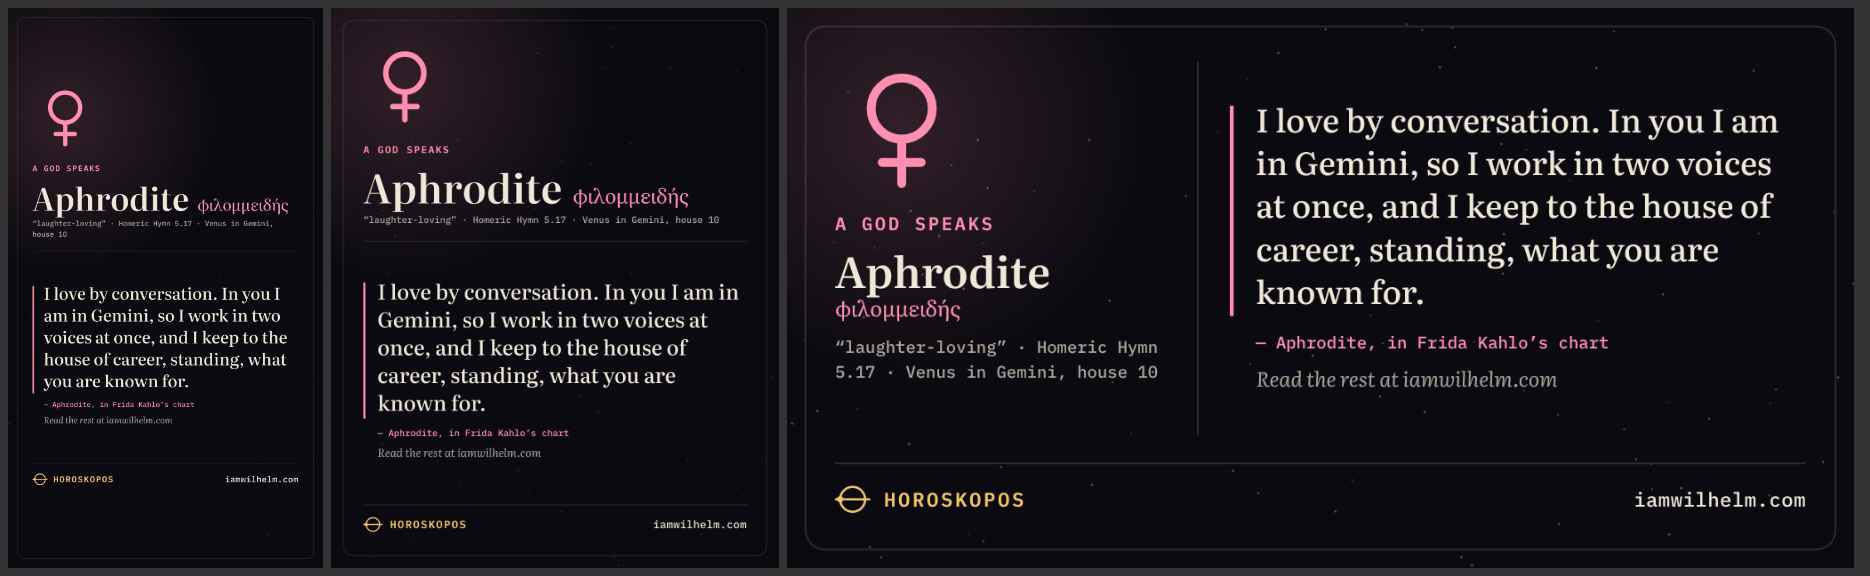 A GOD SPEAKS
Aphrodite φιλομμειδής
“laughter-loving” · Homeric Hymn 5.17 · Venus in Gemini,
house 10
I love by conversation. In you I
am in Gemini, so I work in two
voices at once, and I keep to the
house of career, standing, what
you are known for.
— Aphrodite, in Frida Kahlo’s chart
Read the rest at iamwilhelm.com
HOROSKOPOS
iamwilhelm.com
A GOD SPEAKS
Aphrodite φιλομμειδής
“laughter-loving” · Homeric Hymn 5.17 · Venus in Gemini, house 10
I love by conversation. In you I am in
Gemini, so I work in two voices at
once, and I keep to the house of
career, standing, what you are
known for.
— Aphrodite, in Frida Kahlo’s chart
Read the rest at iamwilhelm.com
HOROSKOPOS
iamwilhelm.com
A GOD SPEAKS
Aphrodite
φιλομμειδής
“laughter-loving” · Homeric Hymn
5.17 · Venus in Gemini, house 10
I love by conversation. In you I am
in Gemini, so I work in two voices
at once, and I keep to the house of
career, standing, what you are
known for.
— Aphrodite, in Frida Kahlo’s chart
Read the rest at iamwilhelm.com
HOROSKOPOS
iamwilhelm.com